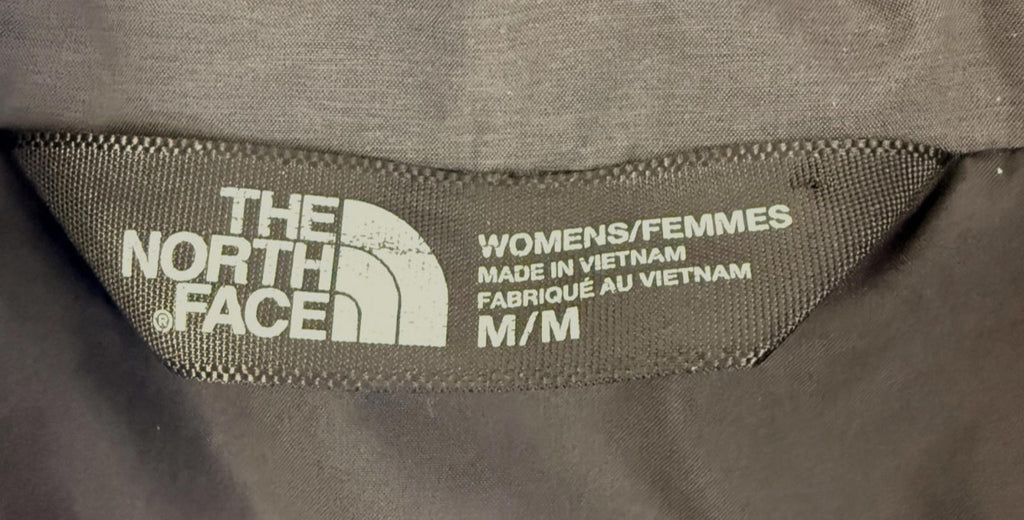 THE
NORTH
®FACE
WOMENS/FEMMES
MADE IN VIETNAM
FABRIQUÉ AU VIETNAM
M/M